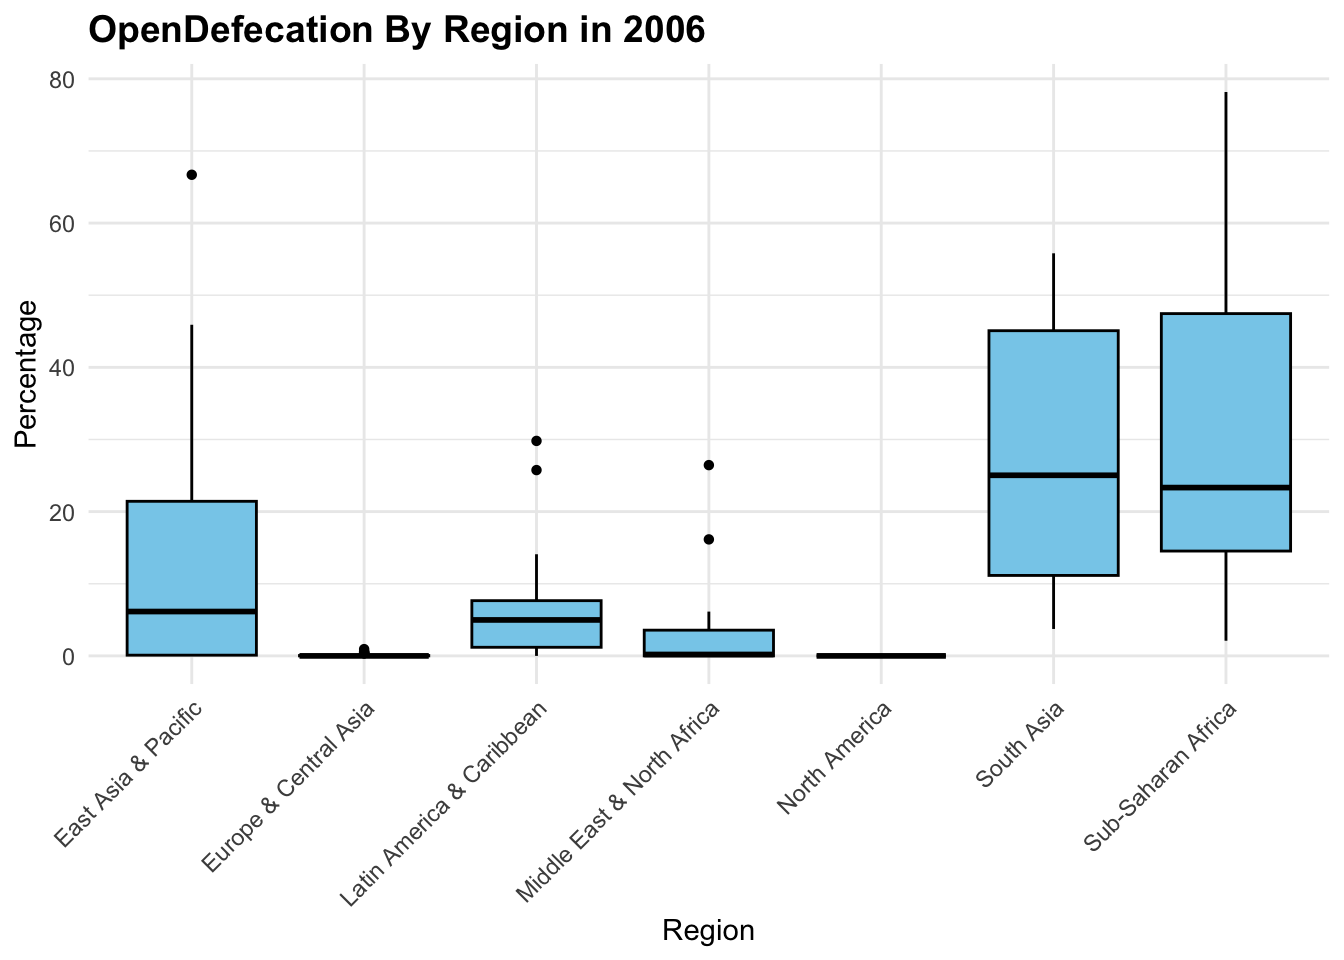 OpenDefecation By Region in 2006
Percentage
80
60
40
20
0
East Asia & Pacific
Europe & Central Asia
Latin America & Caribbean
Middle East & North Africa
North America
South Asia
Sub-Saharan Africa
Region